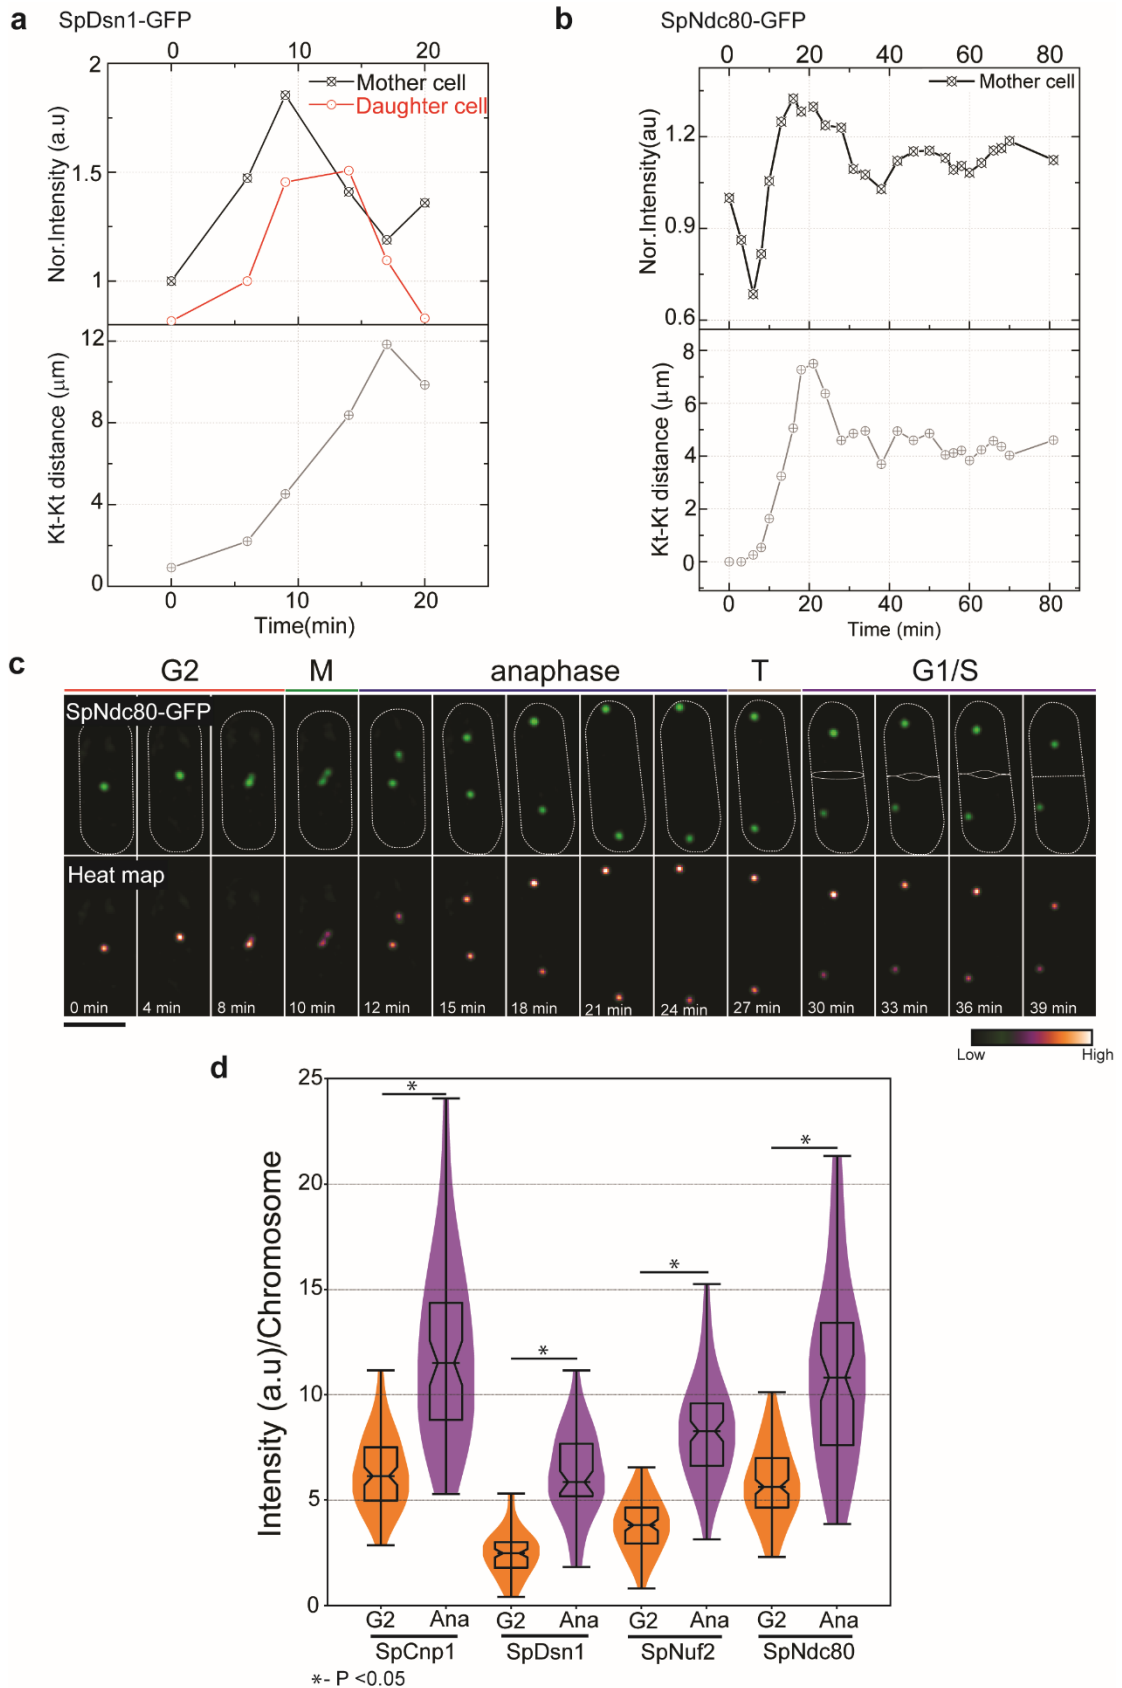 a SpDsn1-GFP
0 10 20
2
1.5
1
Nor.Intensity (a.u)
Mother cell
Daughter cell
12
8
4
0
Kt-Kt distance (μm)
0 10 20
Time(min)
b SpNdc80-GFP
0 20 40 60 80
1.2
0.9
0.6
Nor.Intensity(au)
Mother cell
8
6
4
2
0
Kt-Kt distance (μm)
0 20 40 60 80
Time (min)
c G2 M anaphase T G1/S
SpNdc80-GFP
Heat map
0 min 4 min 8 min 10 min 12 min 15 min 18 min 21 min 24 min 27 min 30 min 33 min 36 min 39 min
Low High
d
25
20
15
10
5
0
Intensity (a.u)/Chromosome
* * * *
G2 Ana G2 Ana G2 Ana G2 Ana
SpCnp1 SpDsn1 SpNuf2 SpNdc80
*- P <0.05